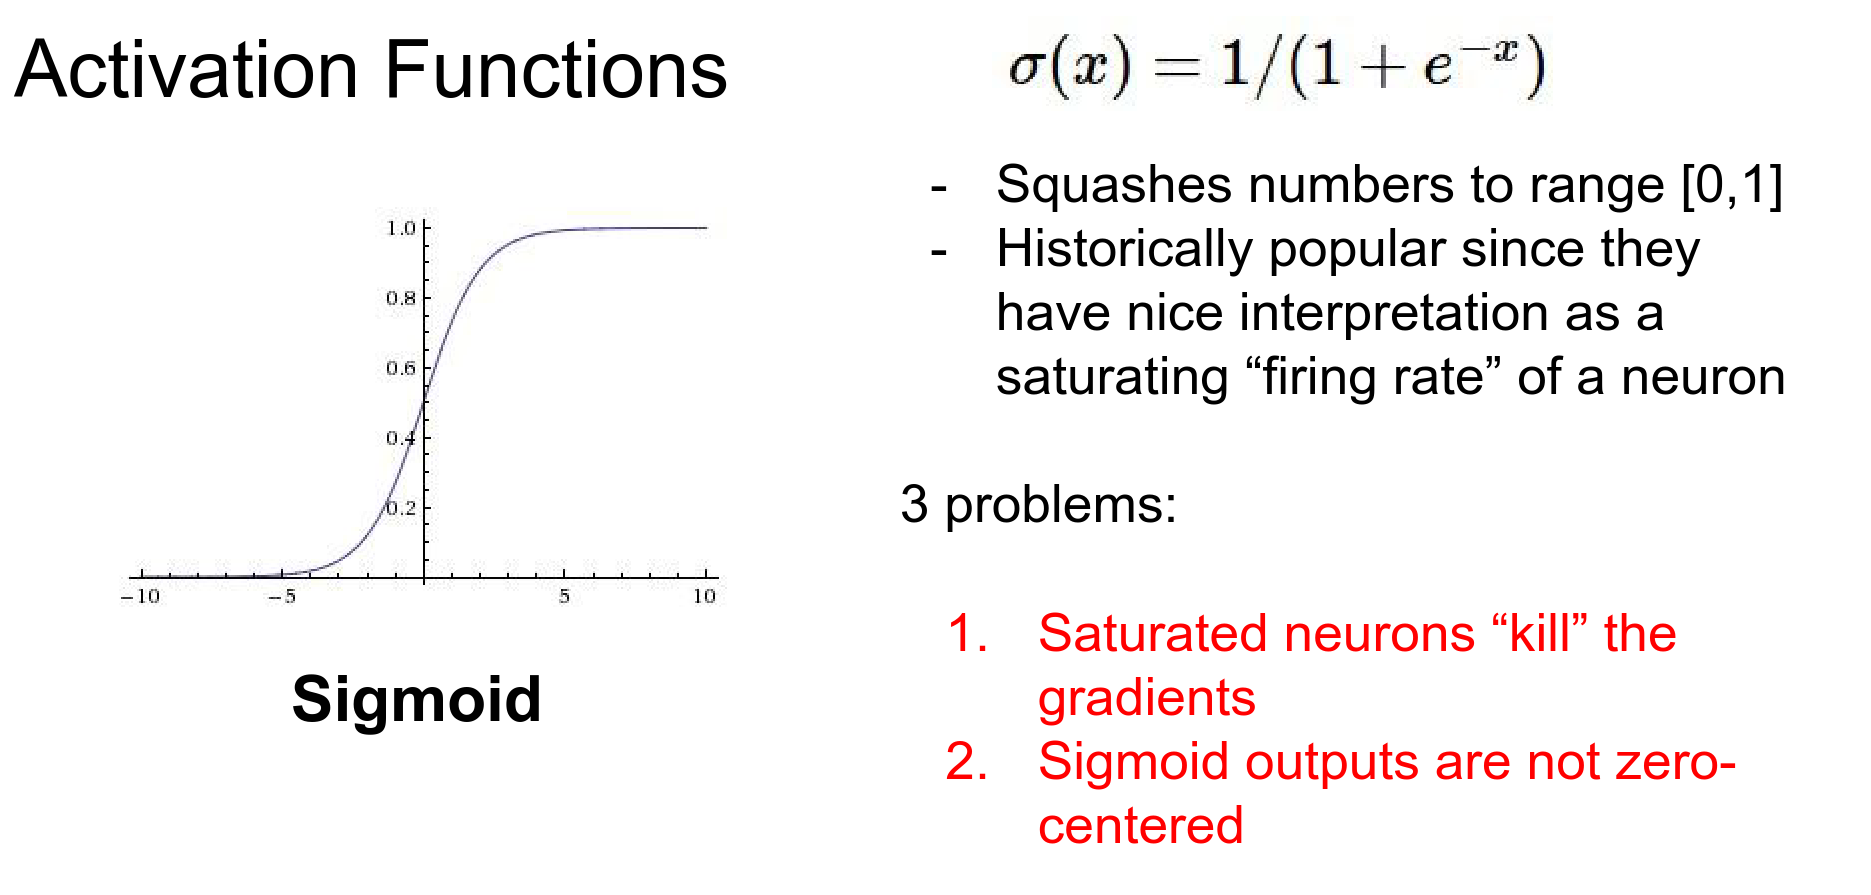 Activation Functions
σ(x) = 1/(1 + e^{-x})
- Squashes numbers to range [0,1]
- Historically popular since they
have nice interpretation as a
saturating “firing rate” of a neuron
3 problems:
1. Saturated neurons “kill” the
gradients
2. Sigmoid outputs are not zero-
centered
1.0
0.8
0.6
0.4
0.2
−10 −5 5 10
Sigmoid